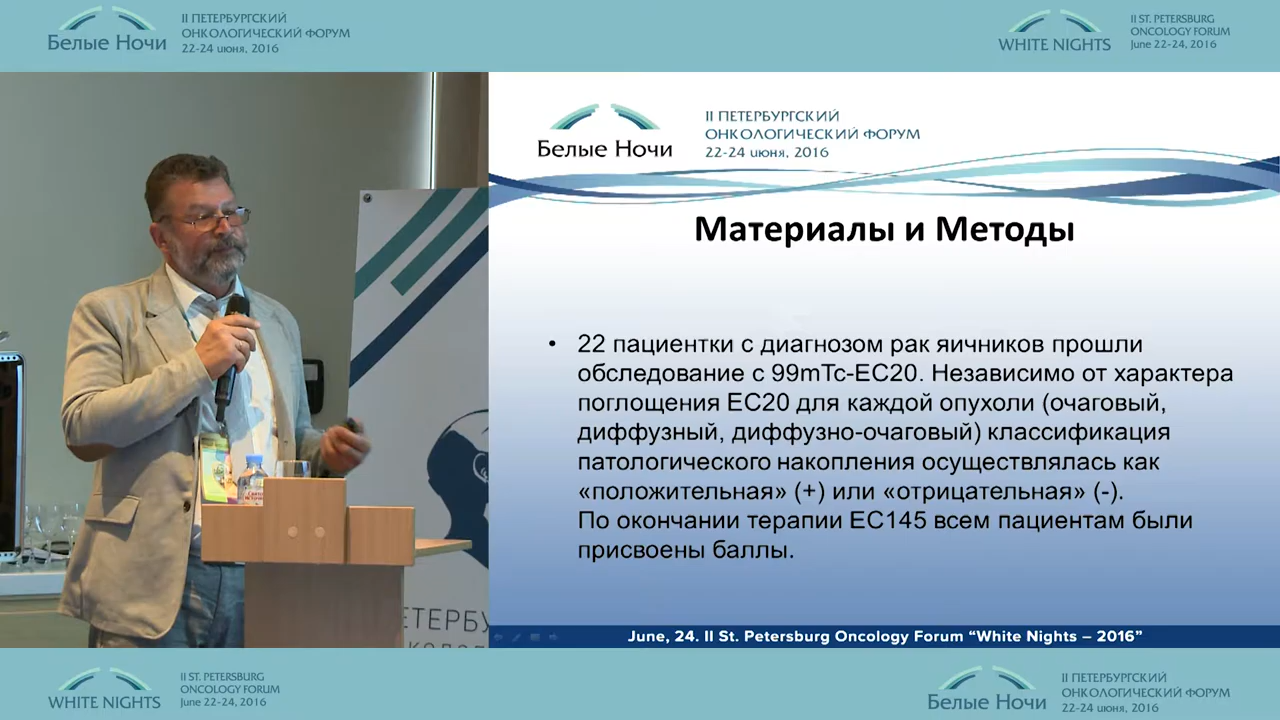 Белые Ночи
II ПЕТЕРБУРГСКИЙ
ОНКОЛОГИЧЕСКИЙ ФОРУМ
22-24 июня, 2016
WHITE NIGHTS
II ST. PETERSBURG
ONCOLOGY FORUM
June 22-24, 2016
Белые Ночи
II ПЕТЕРБУРГСКИЙ
ОНКОЛОГИЧЕСКИЙ ФОРУМ
22-24 июня, 2016
Материалы и Методы
• 22 пациентки с диагнозом рак яичников прошли
обследование с 99mTc-EC20. Независимо от характера
поглощения EC20 для каждой опухоли (очаговый,
диффузный, диффузно-очаговый) классификация
патологического накопления осуществлялась как
«положительная» (+) или «отрицательная» (-).
По окончании терапии EC145 всем пациентам были
присвоены баллы.
June, 24. II St. Petersburg Oncology Forum “White Nights – 2016”
ЕТЕРБУ
WHITE NIGHTS
II ST. PETERSBURG
ONCOLOGY FORUM
June 22-24, 2016
Белые Ночи
II ПЕТЕРБУРГСКИЙ
ОНКОЛОГИЧЕСКИЙ ФОРУМ
22-24 июня, 2016